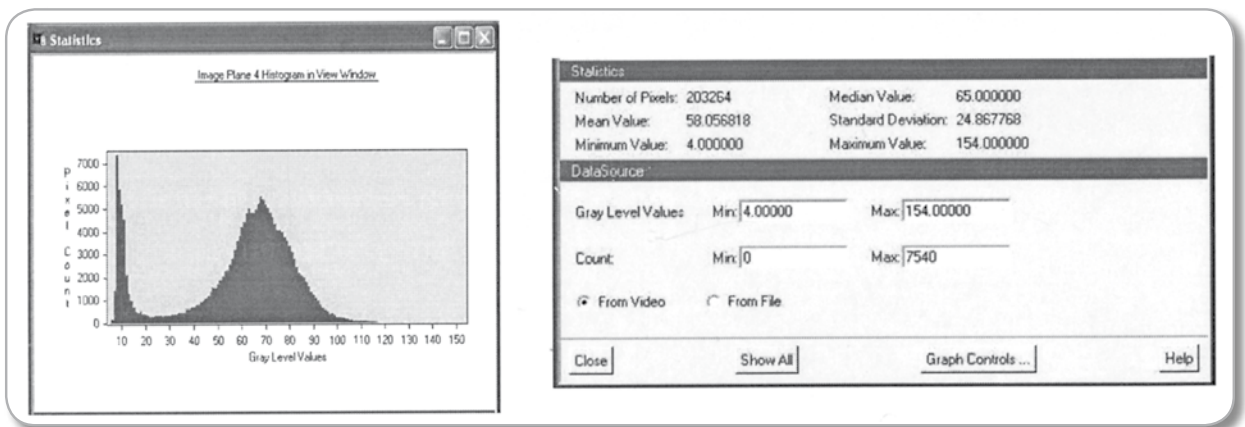 Statistics
Image Plane 4 Histogram in View Window
Pixel Count
7000
6000
5000
4000
3000
2000
1000
0
10 20 30 40 50 60 70 80 90 100 110 120 130 140 150
Gray Level Values
Statistics
Number of Pixels: 203264 Median Value: 65.000000
Mean Value: 58.056818 Standard Deviation: 24.867768
Minimum Value: 4.000000 Maximum Value: 154.000000
DataSource
Gray Level Values Min: 4.00000 Max: 154.00000
Count: Min: 0 Max: 7540
From Video From File
Close Show All Graph Controls ... Help